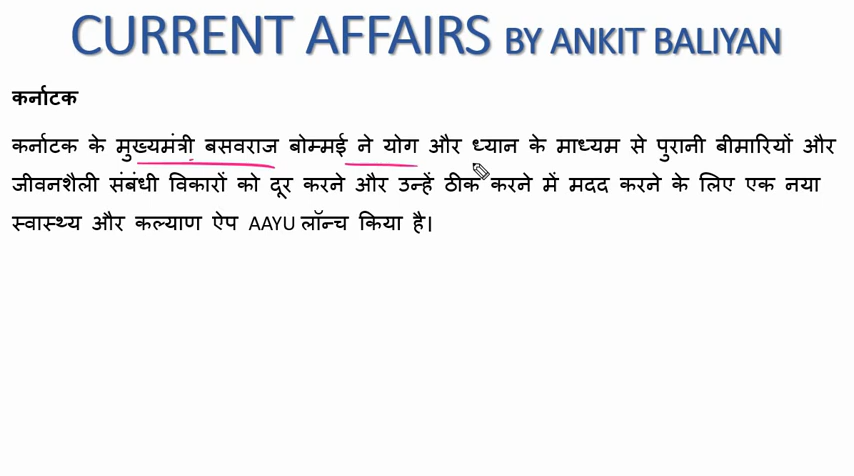 CURRENT AFFAIRS BY ANKIT BALIYAN
कर्नाटक
कर्नाटक के मुख्यमंत्री बसवराज बोम्मई ने योग और ध्यान के माध्यम से पुरानी बीमारियों और
जीवनशैली संबंधी विकारों को दूर करने और उन्हें ठीक करने में मदद करने के लिए एक नया
स्वास्थ्य और कल्याण ऐप AAYU लॉन्च किया है।